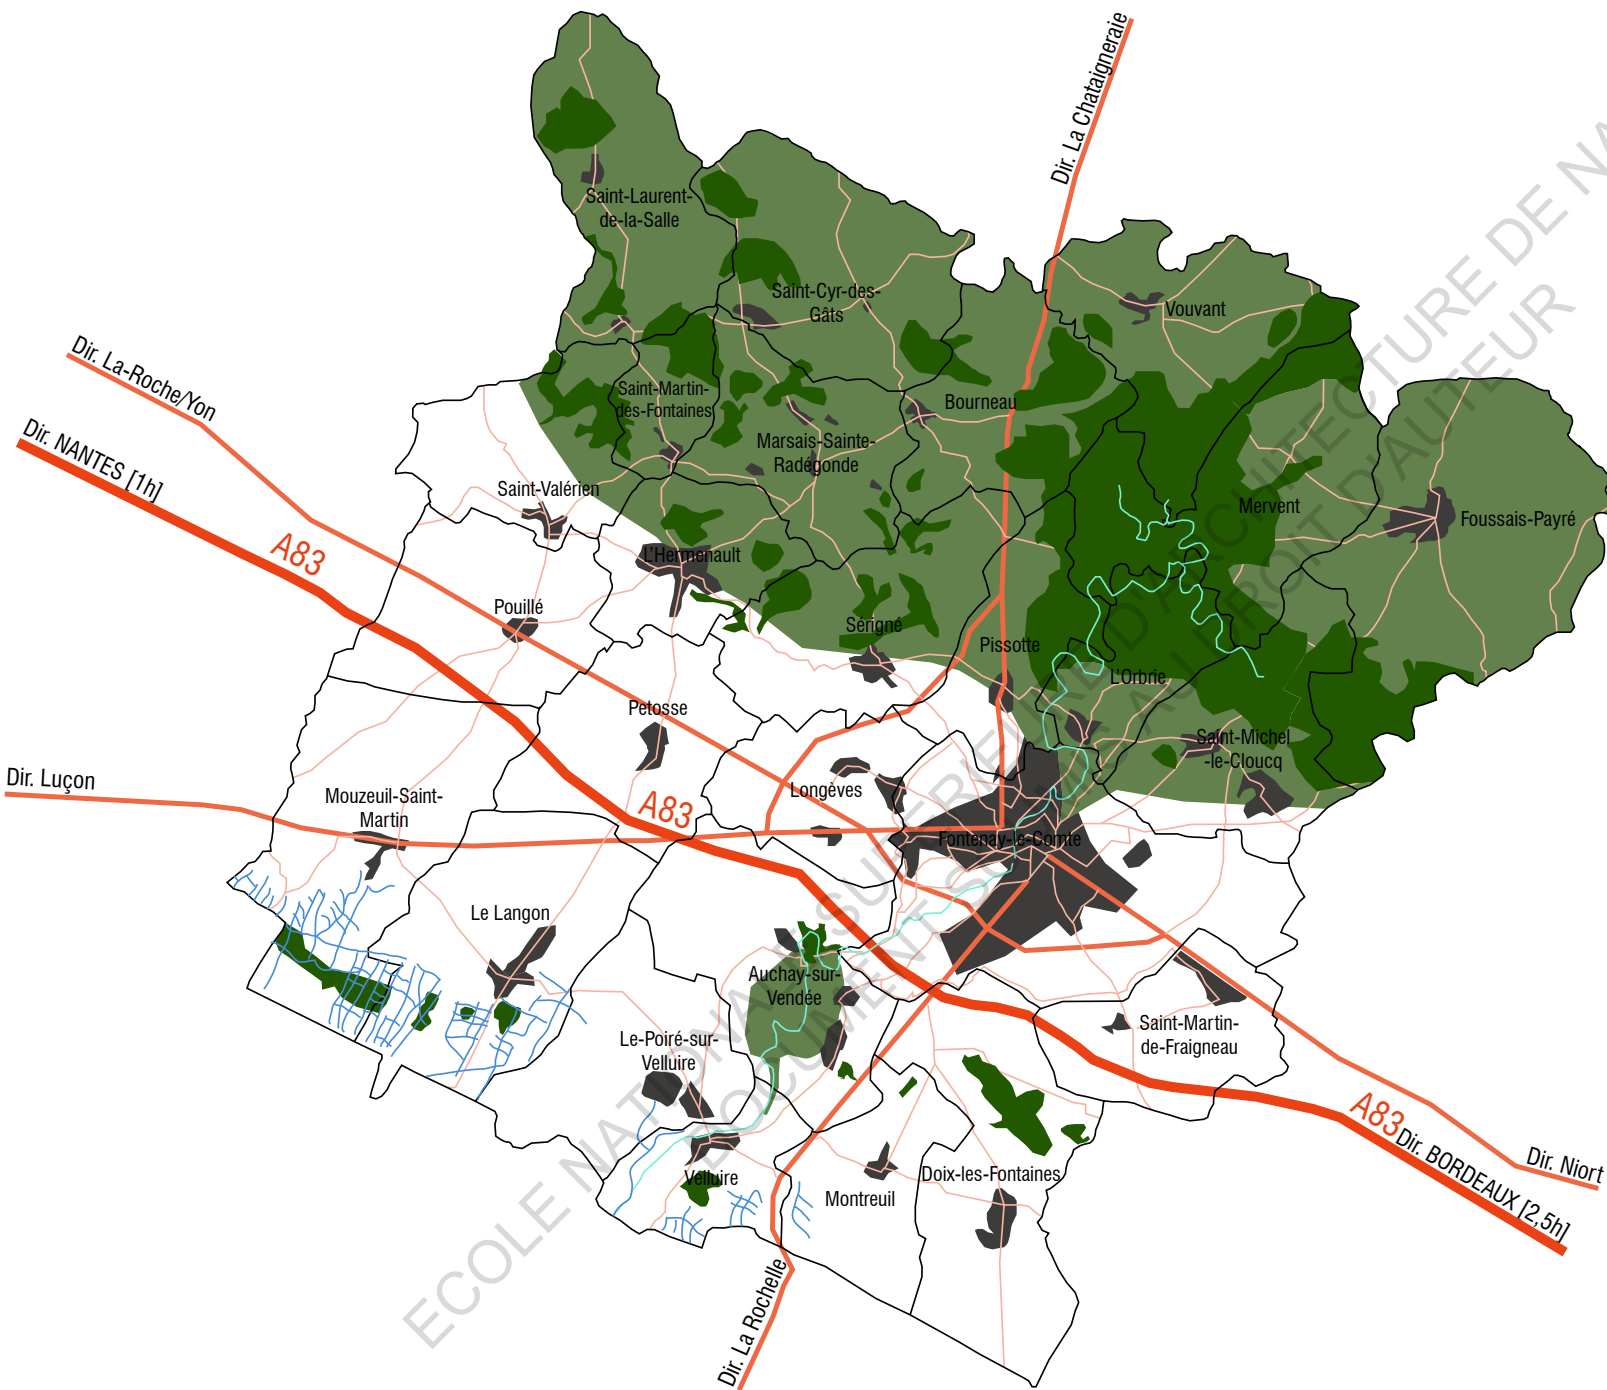 Dir. La Chataigneraie
Saint-Laurent-
de-la-Salle
Saint-Cyr-des-
Gâts
Vouvant
Dir. La-Roche/Yon
Saint-Martin-
des-Fontaines
Bourneau
Dir. NANTES [1h]
Marsais-Sainte-
Radégonde
Saint-Valérien
Mervent
Foussais-Payré
A83
L'Hermenault
Pouillé
Sérigné
Pissotte
L'Orbrie
Petosse
Saint-Michel
-le-Cloucq
Dir. Luçon
Mouzeuil-Saint-
Martin
Longèves
A83
Fontenay-le-Comte
Le Langon
Auchay-sur-
Vendée
Saint-Martin-
de-Fraigneau
Le-Poiré-sur-
Velluire
A83
Dir. BORDEAUX [2,5h]
Dir. Niort
Velluire
Montreuil
Doix-les-Fontaines
Dir. La Rochelle
ECOLE NATIONALE SUPERIEURE D'ARCHITECTURE DE
DOCUMENT SOUMIS AU DROIT D'AUTEUR